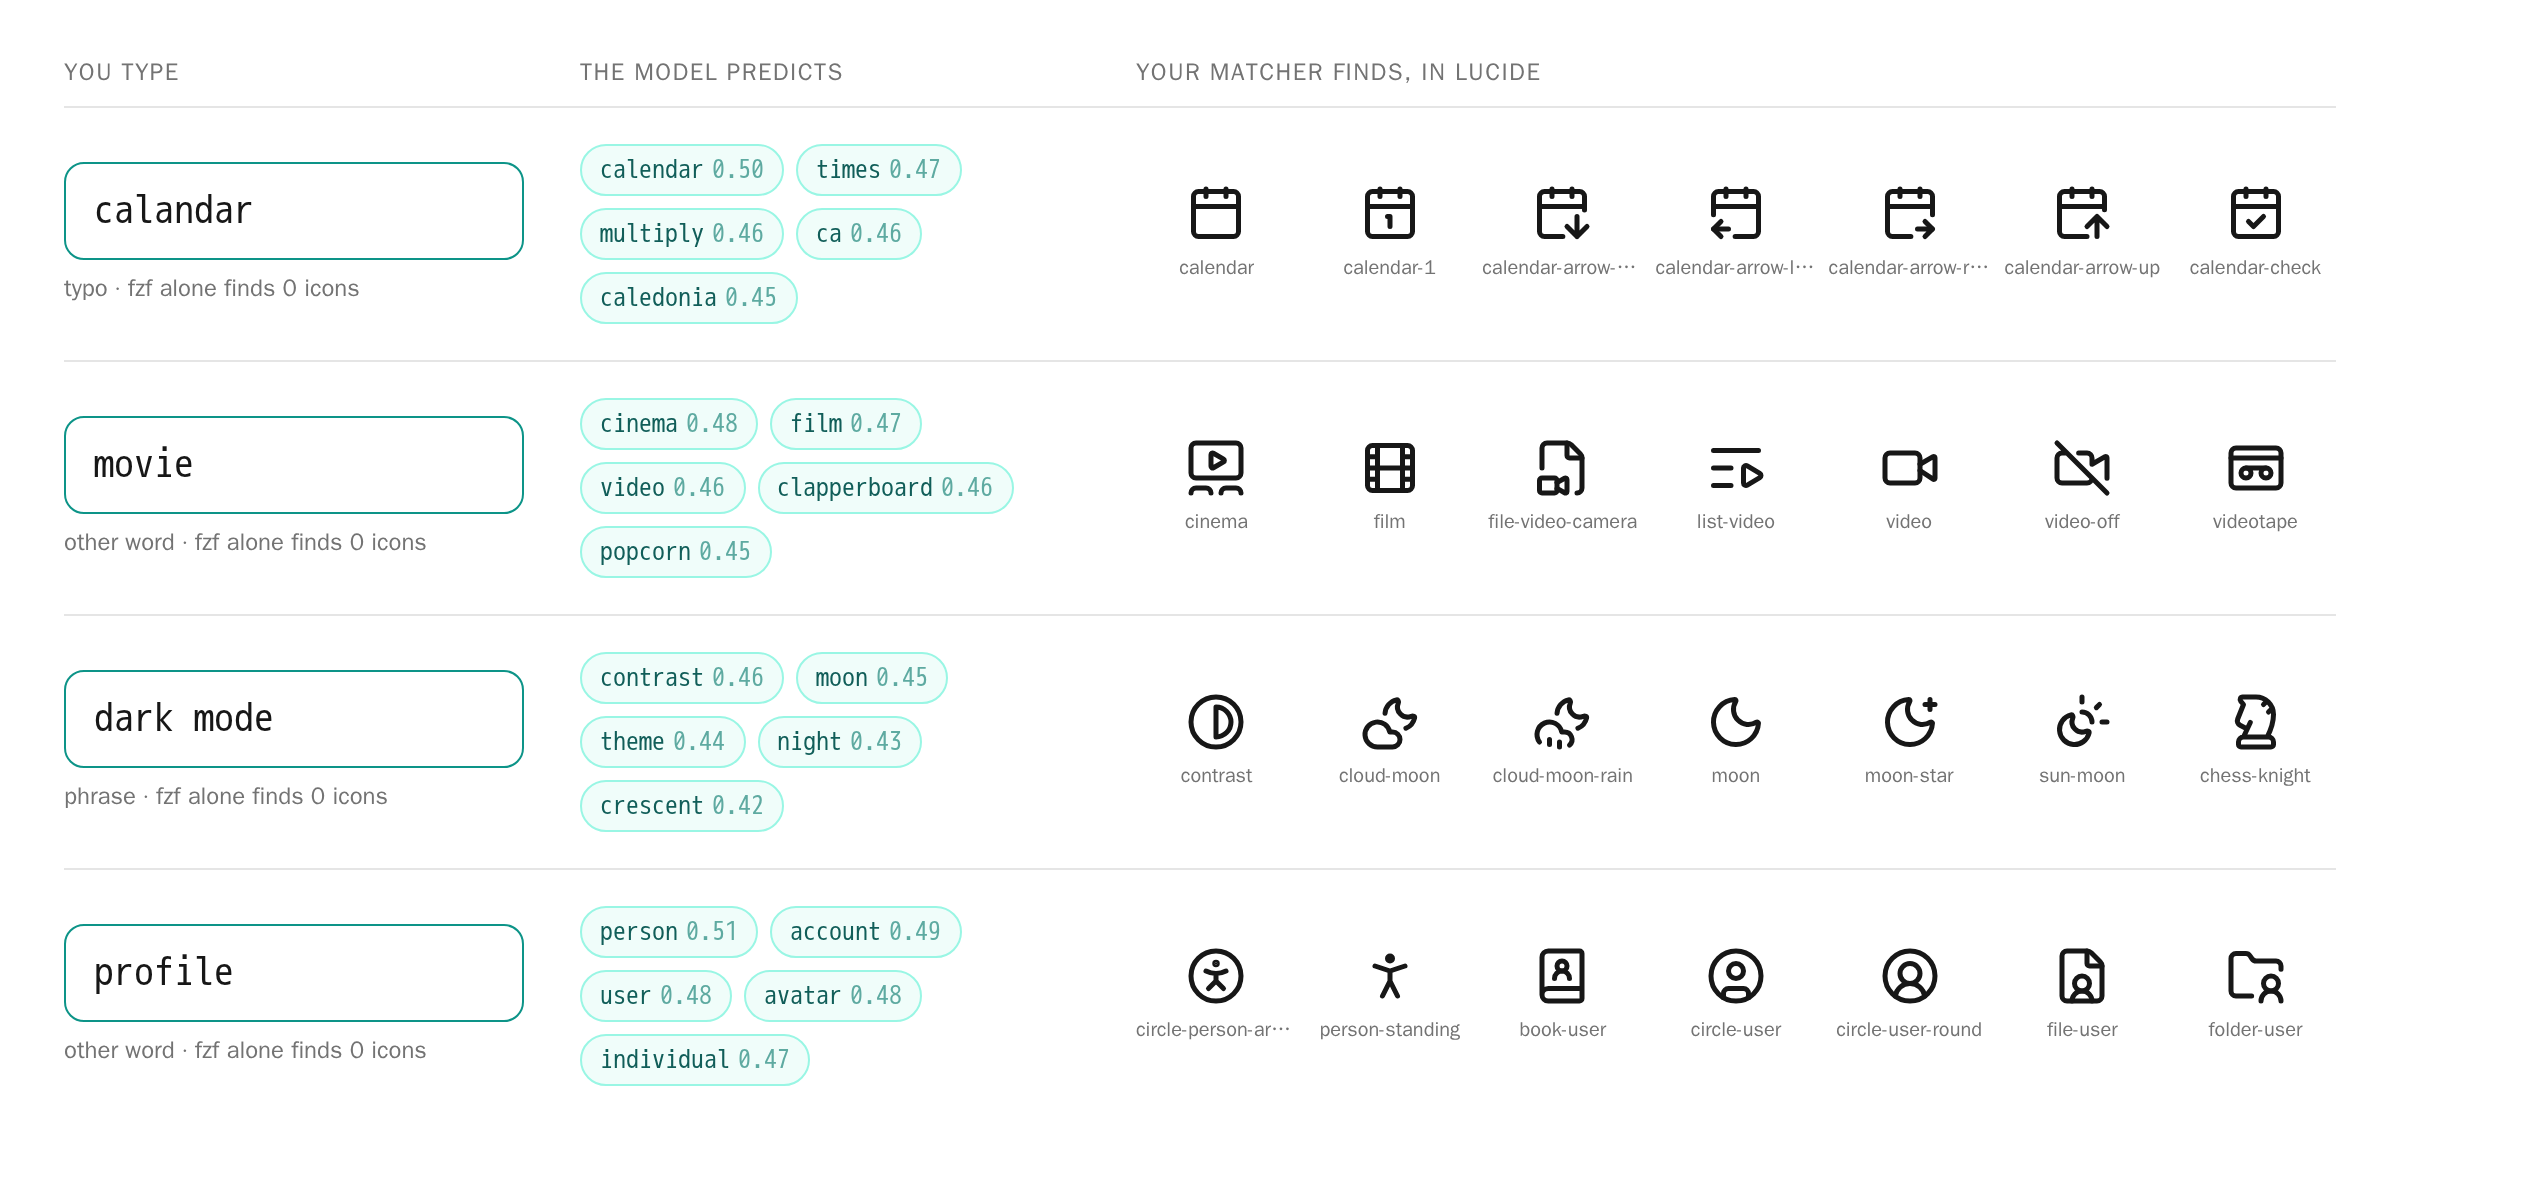 YOU TYPE THE MODEL PREDICTS YOUR MATCHER FINDS, IN LUCIDE
calandar
typo · fzf alone finds 0 icons
calendar 0.50 times 0.47
multiply 0.46 ca 0.46
caledonia 0.45
calendar calendar-1 calendar-arrow-··· calendar-arrow-l··· calendar-arrow-r··· calendar-arrow-up calendar-check
movie
other word · fzf alone finds 0 icons
cinema 0.48 film 0.47
video 0.46 clapperboard 0.46
popcorn 0.45
cinema film file-video-camera list-video video video-off videotape
dark mode
phrase · fzf alone finds 0 icons
contrast 0.46 moon 0.45
theme 0.44 night 0.43
crescent 0.42
contrast cloud-moon cloud-moon-rain moon moon-star sun-moon chess-knight
profile
other word · fzf alone finds 0 icons
person 0.51 account 0.49
user 0.48 avatar 0.48
individual 0.47
circle-person-ar··· person-standing book-user circle-user circle-user-round file-user folder-user